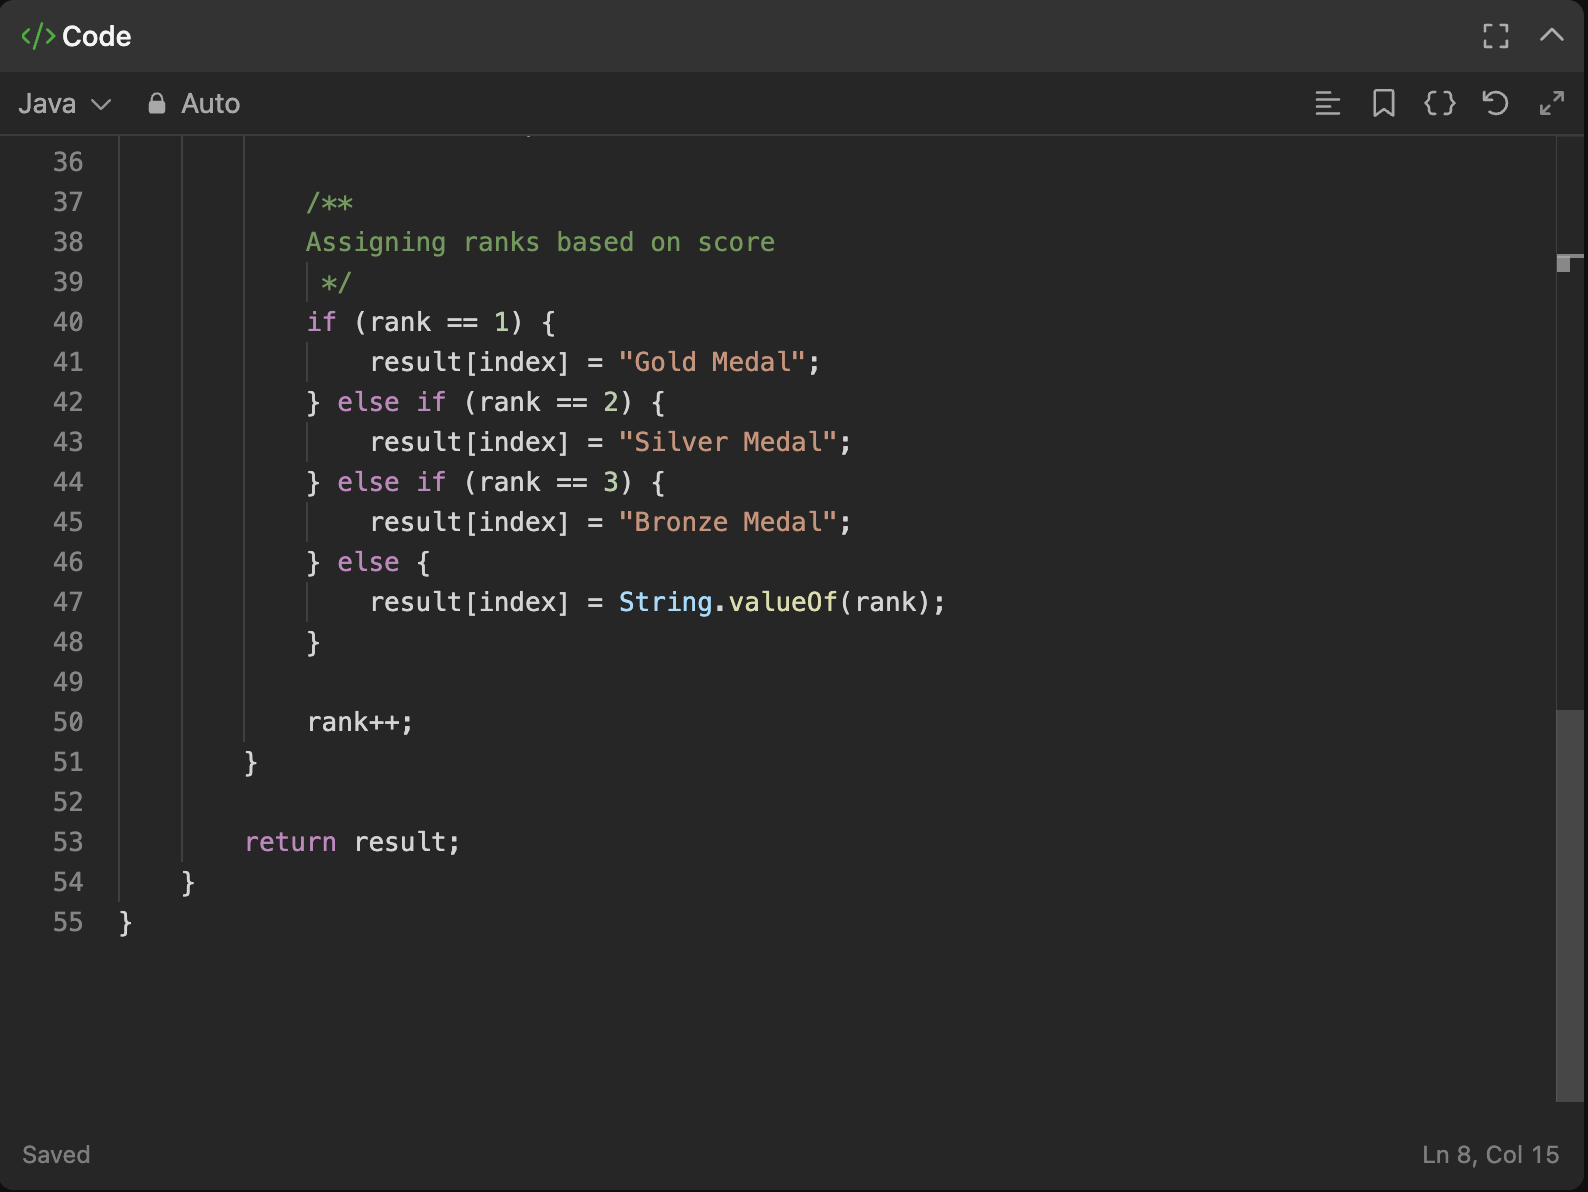 </> Code
Java Auto
36
37 /**
38 Assigning ranks based on score
39 */
40 if (rank == 1) {
41 result[index] = "Gold Medal";
42 } else if (rank == 2) {
43 result[index] = "Silver Medal";
44 } else if (rank == 3) {
45 result[index] = "Bronze Medal";
46 } else {
47 result[index] = String.valueOf(rank);
48 }
49
50 rank++;
51 }
52
53 return result;
54 }
55 }
Saved Ln 8, Col 15